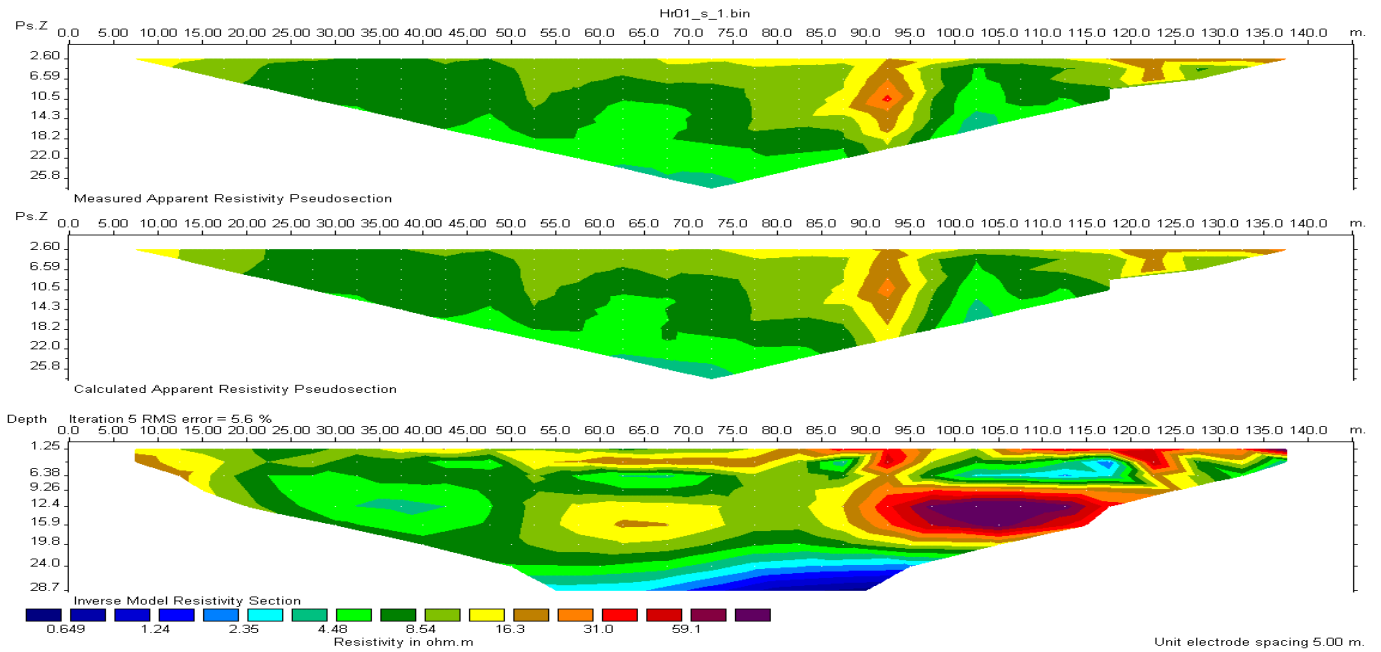 Hr01_s_1.bin
Ps.Z 0.0 5.00 10.00 15.00 20.00 25.00 30.00 35.00 40.00 45.00 50.0 55.0 60.0 65.0 70.0 75.0 80.0 85.0 90.0 95.0 100.0 105.0 110.0 115.0 120.0 125.0 130.0 135.0 140.0 m.
2.60
6.59
10.5
14.3
18.2
22.0
25.8
Measured Apparent Resistivity Pseudosection
Ps.Z 0.0 5.00 10.00 15.00 20.00 25.00 30.00 35.00 40.00 45.00 50.0 55.0 60.0 65.0 70.0 75.0 80.0 85.0 90.0 95.0 100.0 105.0 110.0 115.0 120.0 125.0 130.0 135.0 140.0 m.
2.60
6.59
10.5
14.3
18.2
22.0
25.8
Calculated Apparent Resistivity Pseudosection
Depth Iteration 5 RMS error = 5.6 %
0.0 5.00 10.00 15.00 20.00 25.00 30.00 35.00 40.00 45.00 50.0 55.0 60.0 65.0 70.0 75.0 80.0 85.0 90.0 95.0 100.0 105.0 110.0 115.0 120.0 125.0 130.0 135.0 140.0 m.
1.25
6.38
9.26
12.4
15.9
19.8
24.0
28.7
Inverse Model Resistivity Section
0.649 1.24 2.35 4.48 8.54 16.3 31.0 59.1
Resistivity in ohm.m
Unit electrode spacing 5.00 m.